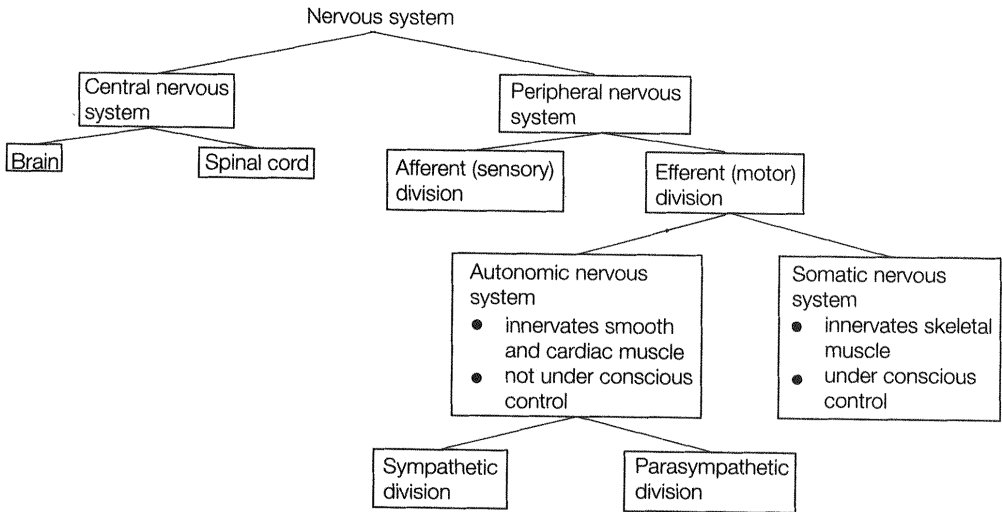 Nervous system
Central nervous
system
Peripheral nervous
system
Brain
Spinal cord
Afferent (sensory)
division
Efferent (motor)
division
Autonomic nervous
system
● innervates smooth
and cardiac muscle
● not under conscious
control
Somatic nervous
system
● innervates skeletal
muscle
● under conscious
control
Sympathetic
division
Parasympathetic
division